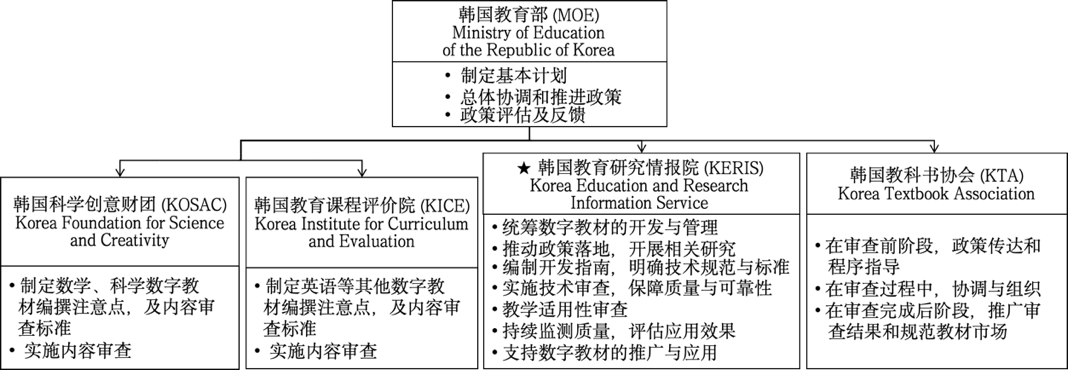 韩国教育部 (MOE)
Ministry of Education
of the Republic of Korea
• 制定基本计划
• 总体协调和推进政策
• 政策评估及反馈
韩国科学创意财团 (KOSAC)
Korea Foundation for Science
and Creativity
• 制定数学、科学数字教
材编撰注意点，及内容审
查标准
• 实施内容审查
韩国教育课程评价院 (KICE)
Korea Institute for Curriculum
and Evaluation
• 制定英语等其他数字教
材编撰注意点，及内容审
查标准
• 实施内容审查
★ 韩国教育研究情报院 (KERIS)
Korea Education and Research
Information Service
• 统筹数字教材的开发与管理
• 推动政策落地，开展相关研究
• 编制开发指南，明确技术规范与标准
• 实施技术审查，保障质量与可靠性
• 教学适用性审查
• 持续监测质量，评估应用效果
• 支持数字教材的推广与应用
韩国教科书协会 (KTA)
Korea Textbook Association
• 在审查前阶段，政策传达和
程序指导
• 在审查过程中，协调与组织
• 在审查完成后阶段，推广审
查结果和规范教材市场